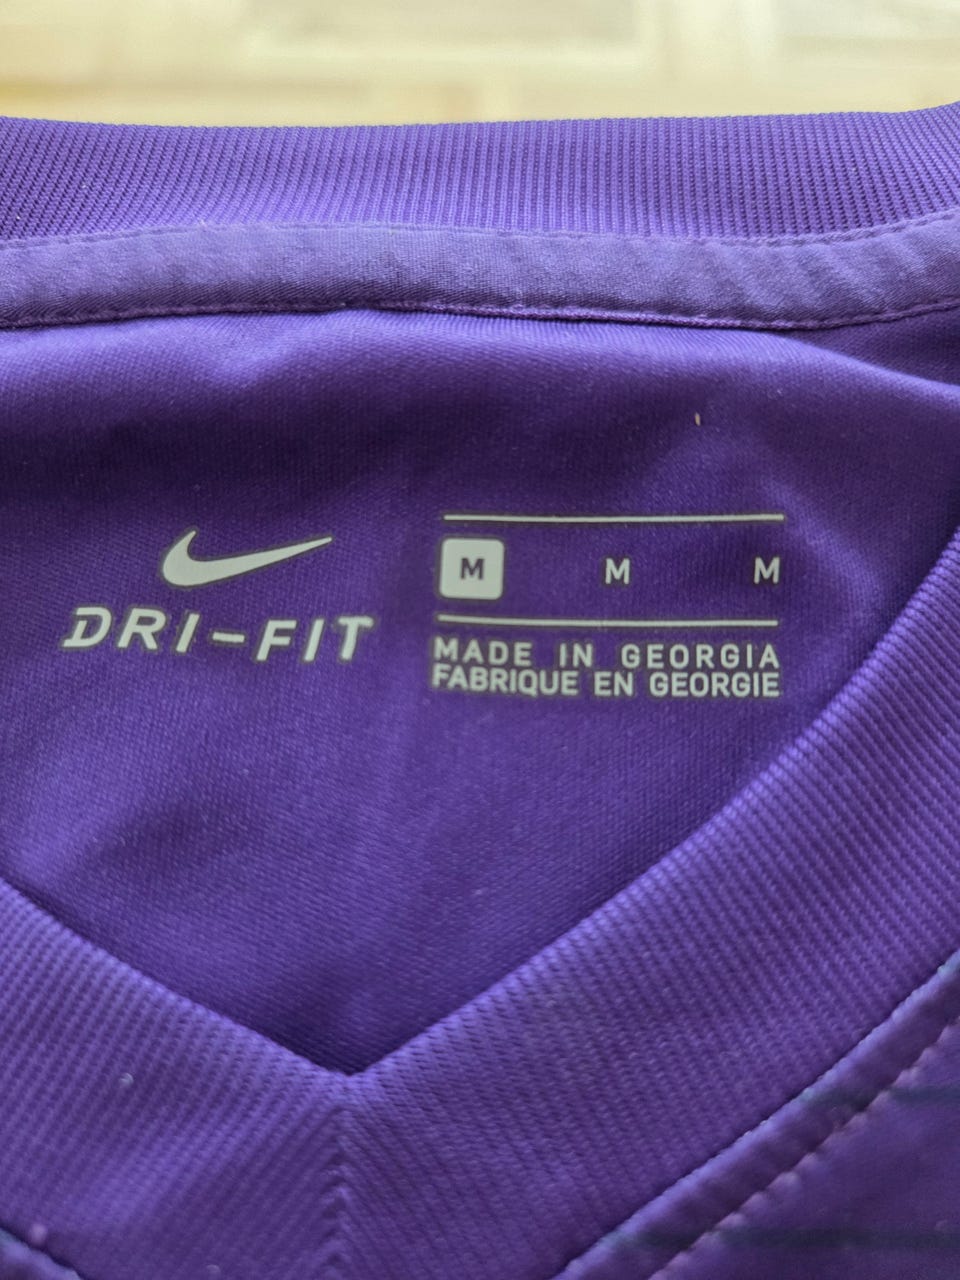 DRI-FIT
M M M
MADE IN GEORGIA
FABRIQUE EN GEORGIE